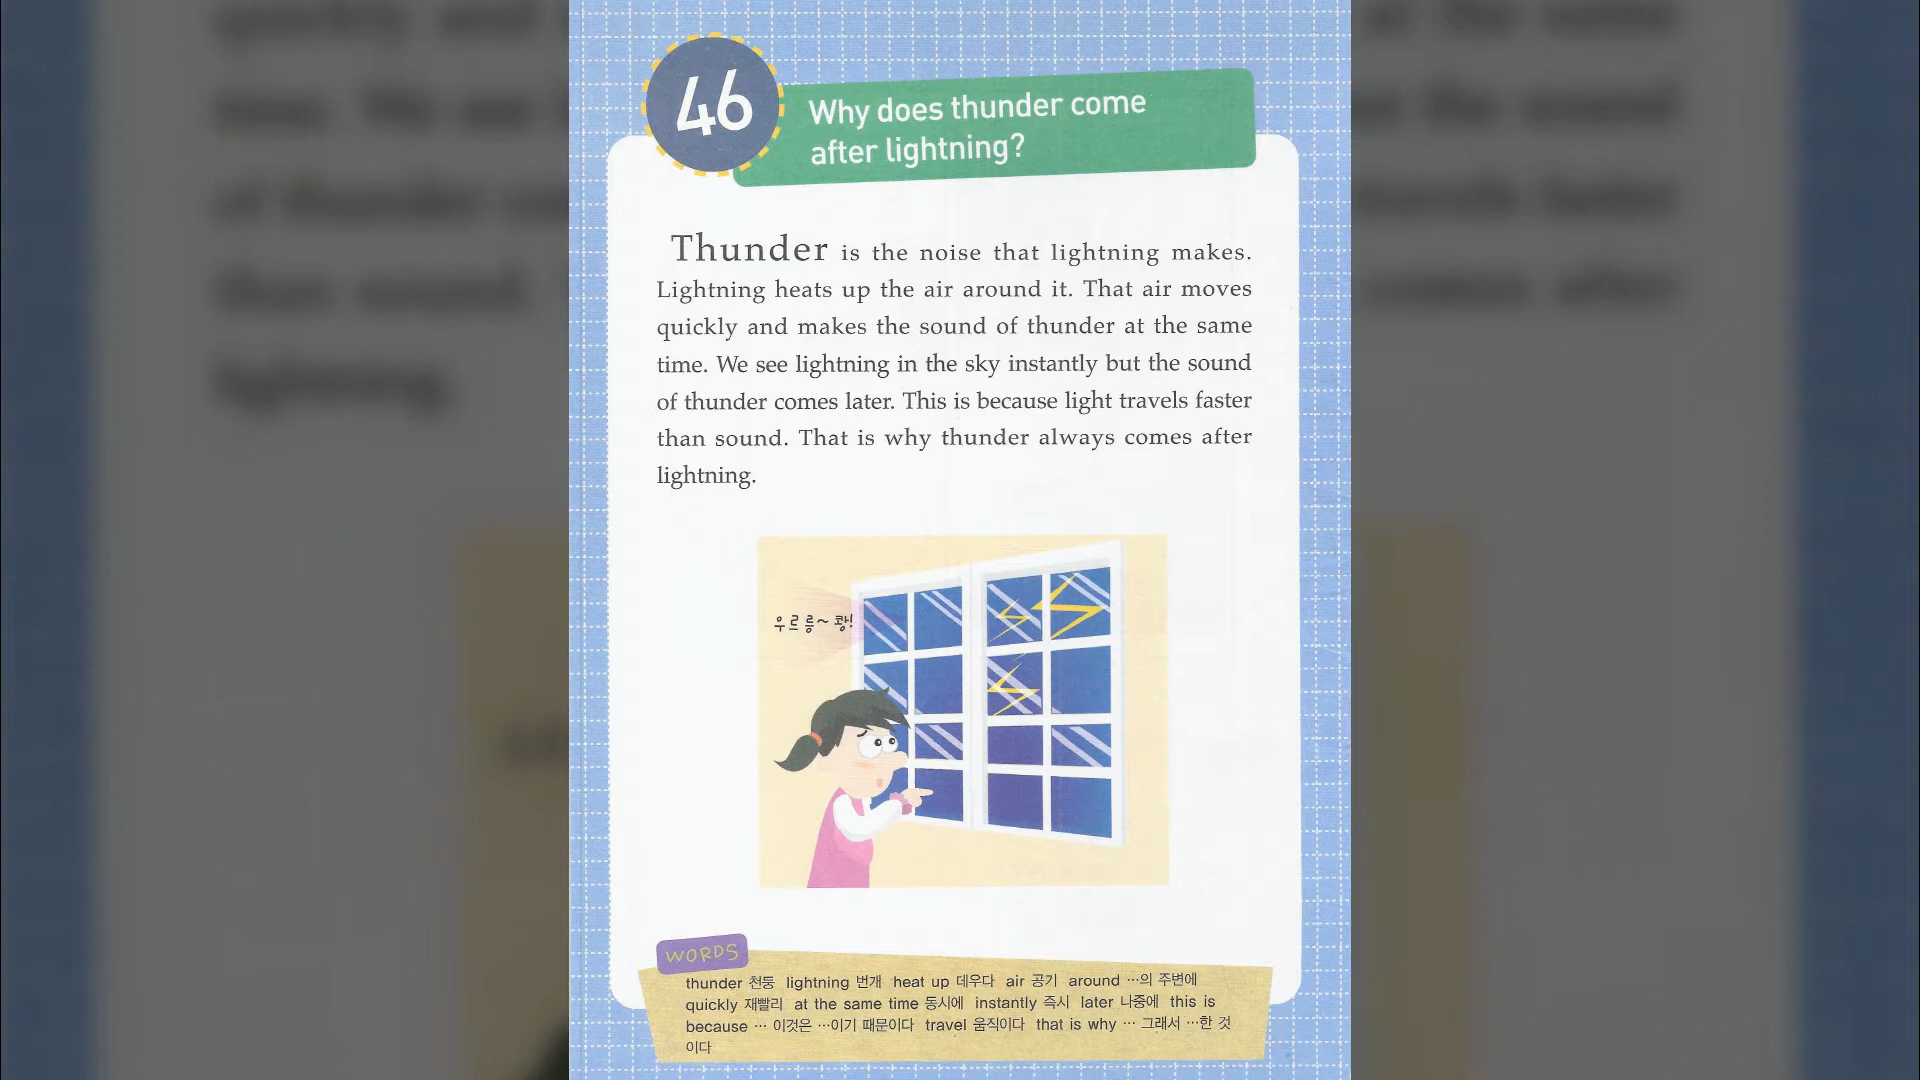 46
Why does thunder come
after lightning?
Thunder is the noise that lightning makes.
Lightning heats up the air around it. That air moves
quickly and makes the sound of thunder at the same
time. We see lightning in the sky instantly but the sound
of thunder comes later. This is because light travels faster
than sound. That is why thunder always comes after
lightning.
우르릉~ 쾅!
WORDS
thunder 천둥 lightning 번개 heat up 데우다 air 공기 around …의 주변에
quickly 재빨리 at the same time 동시에 instantly 즉시 later 나중에 this is
because … 이것은 …이기 때문이다 travel 움직이다 that is why … 그래서 …한 것
이다